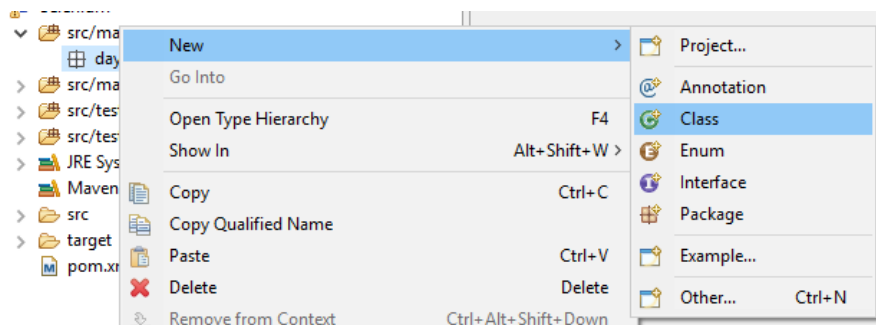 src/ma
day
src/ma
src/tes
src/tes
JRE Sys
Maven
src
target
pom.xr
New
Go Into
Open Type Hierarchy F4
Show In Alt+Shift+W
Copy Ctrl+C
Copy Qualified Name
Paste Ctrl+V
Delete Delete
Remove from Context Ctrl+Alt+Shift+Down
Project...
Annotation
Class
Enum
Interface
Package
Example...
Other... Ctrl+N